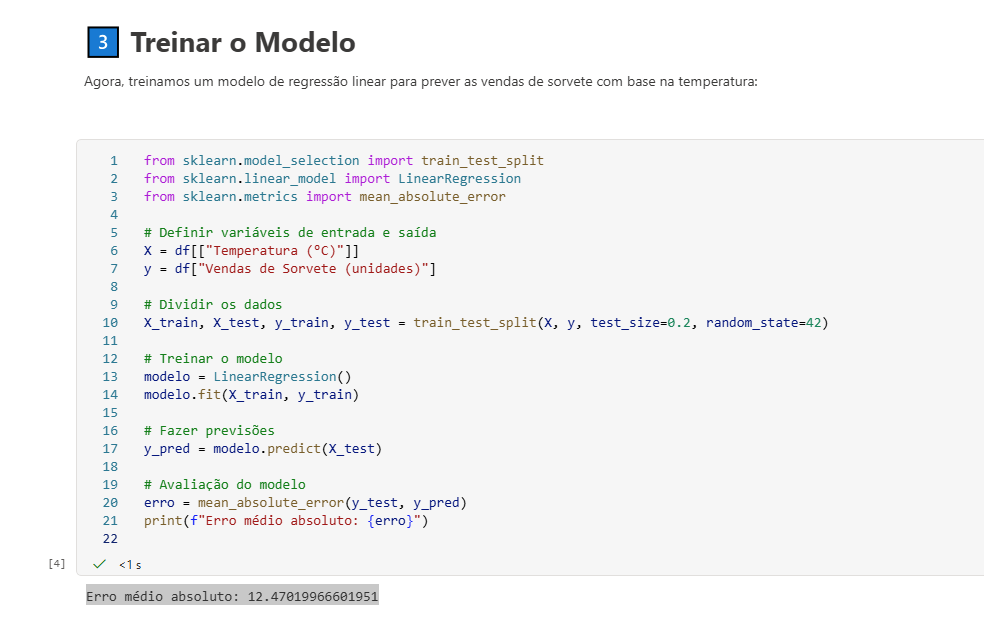 3 Treinar o Modelo
Agora, treinamos um modelo de regressão linear para prever as vendas de sorvete com base na temperatura:
1 from sklearn.model_selection import train_test_split
2 from sklearn.linear_model import LinearRegression
3 from sklearn.metrics import mean_absolute_error
4
5 # Definir variáveis de entrada e saída
6 X = df[["Temperatura (ºC)"]]
7 y = df["Vendas de Sorvete (unidades)"]
8
9 # Dividir os dados
10 X_train, X_test, y_train, y_test = train_test_split(X, y, test_size=0.2, random_state=42)
11
12 # Treinar o modelo
13 modelo = LinearRegression()
14 modelo.fit(X_train, y_train)
15
16 # Fazer previsões
17 y_pred = modelo.predict(X_test)
18
19 # Avaliação do modelo
20 erro = mean_absolute_error(y_test, y_pred)
21 print(f"Erro médio absoluto: {erro}")
22
[4] ✓ <1 s
Erro médio absoluto: 12.47019966601951